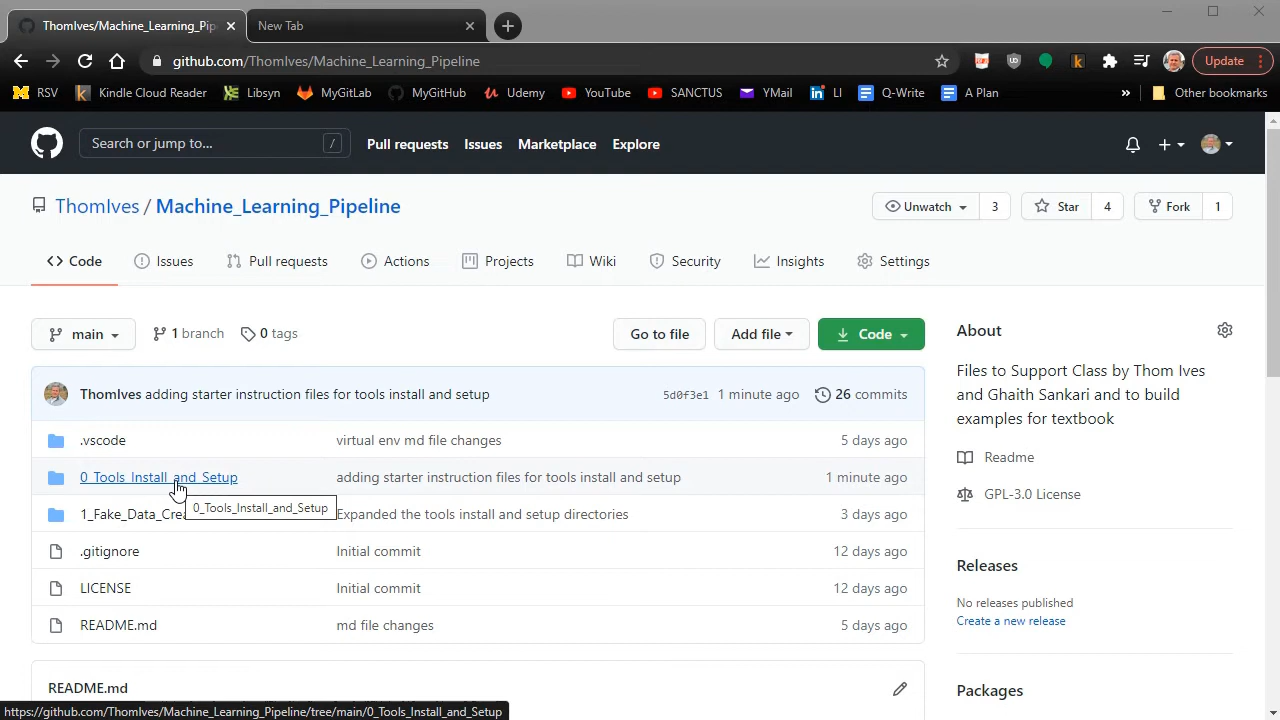 ThomIves/Machine_Learning_Pip
New Tab
github.com/ThomIves/Machine_Learning_Pipeline
Update
RSV
Kindle Cloud Reader
Libsyn
MyGitLab
MyGitHub
Udemy
YouTube
SANCTUS
YMail
LI
Q-Write
A Plan
»
Other bookmarks
Search or jump to...
/
Pull requests
Issues
Marketplace
Explore
ThomIves / Machine_Learning_Pipeline
Unwatch 3
Star 4
Fork 1
Code
Issues
Pull requests
Actions
Projects
Wiki
Security
Insights
Settings
main
1 branch
0 tags
Go to file
Add file
Code
ThomIves adding starter instruction files for tools install and setup
5d0f3e1 1 minute ago
26 commits
.vscode
virtual env md file changes
5 days ago
0_Tools_Install_and_Setup
adding starter instruction files for tools install and setup
1 minute ago
0_Tools_Install_and_Setup
1_Fake_Data_Crea
Expanded the tools install and setup directories
3 days ago
.gitignore
Initial commit
12 days ago
LICENSE
Initial commit
12 days ago
README.md
md file changes
5 days ago
README.md
About
Files to Support Class by Thom Ives
and Ghaith Sankari and to build
examples for textbook
Readme
GPL-3.0 License
Releases
No releases published
Create a new release
Packages
https://github.com/ThomIves/Machine_Learning_Pipeline/tree/main/0_Tools_Install_and_Setup